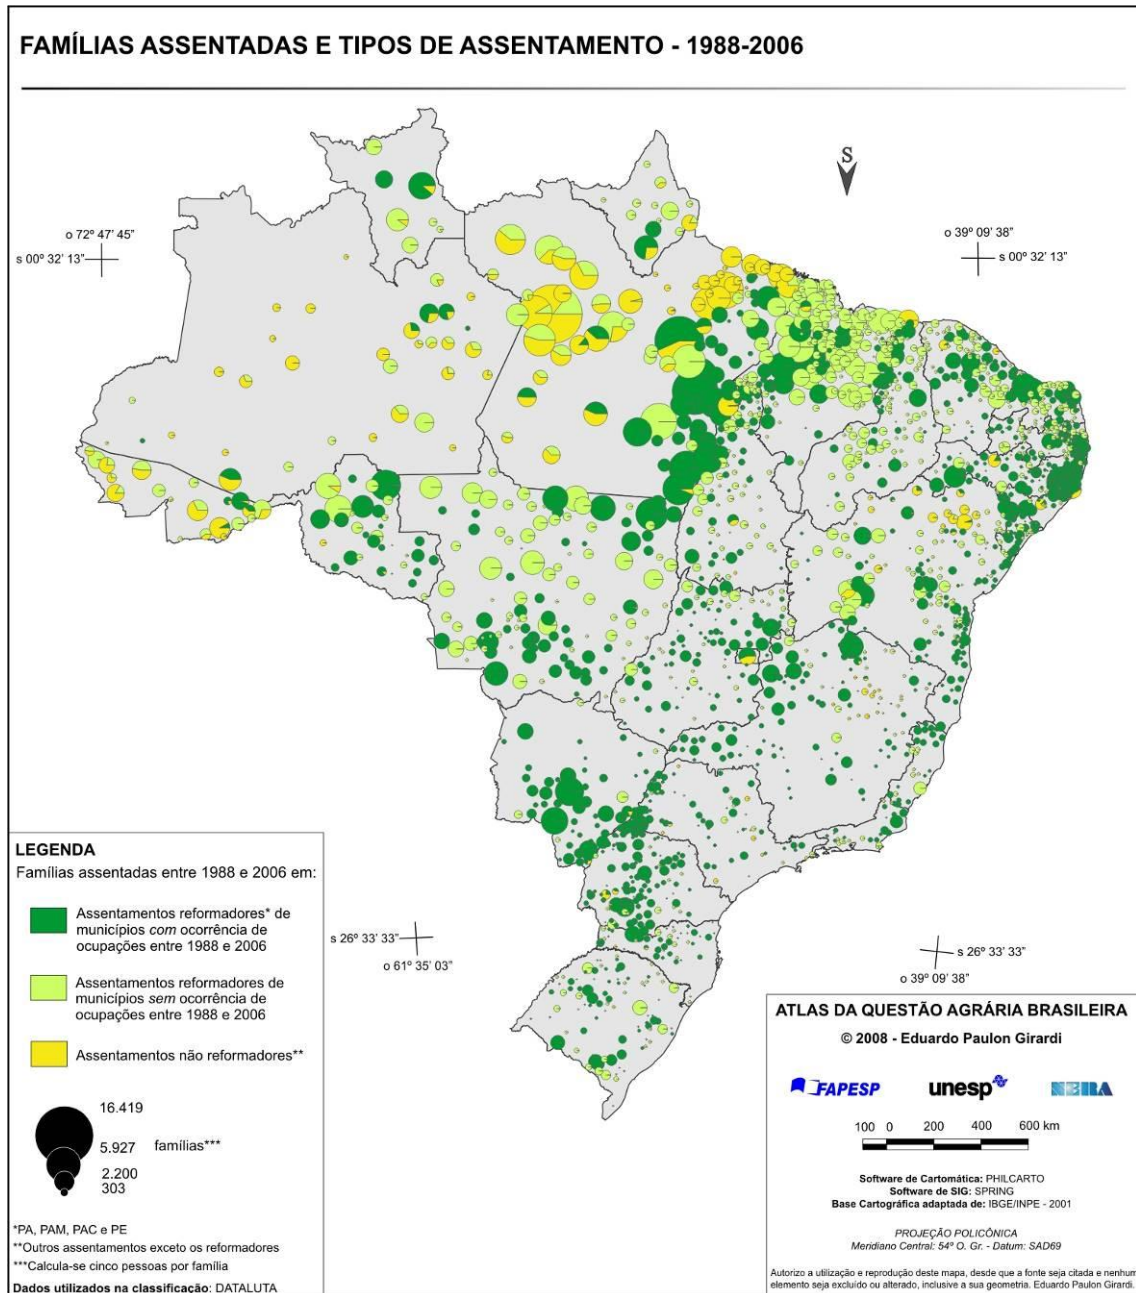 FAMÍLIAS ASSENTADAS E TIPOS DE ASSENTAMENTO - 1988-2006
S
o 72º 47' 45"
s 00º 32' 13"
o 39º 09' 38"
s 00º 32' 13"
s 26º 33' 33"
o 61º 35' 03"
s 26º 33' 33"
o 39º 09' 38"
LEGENDA
Famílias assentadas entre 1988 e 2006 em:
Assentamentos reformadores* de
municípios com ocorrência de
ocupações entre 1988 e 2006
Assentamentos reformadores de
municípios sem ocorrência de
ocupações entre 1988 e 2006
Assentamentos não reformadores**
16.419
5.927
famílias***
2.200
303
*PA, PAM, PAC e PE
**Outros assentamentos exceto os reformadores
***Calcula-se cinco pessoas por família
Dados utilizados na classificação: DATALUTA
ATLAS DA QUESTÃO AGRÁRIA BRASILEIRA
© 2008 - Eduardo Paulon Girardi
FAPESP unesp NERA
100 0 200 400 600 km
Software de Cartomática: PHILCARTO
Software de SIG: SPRING
Base Cartográfica adaptada de: IBGE/INPE - 2001
PROJEÇÃO POLICÔNICA
Meridiano Central: 54º O. Gr. - Datum: SAD69
Autorizo a utilização e reprodução deste mapa, desde que a fonte seja citada e nenhum
elemento seja excluído ou alterado, inclusive a sua geometria. Eduardo Paulon Girardi.